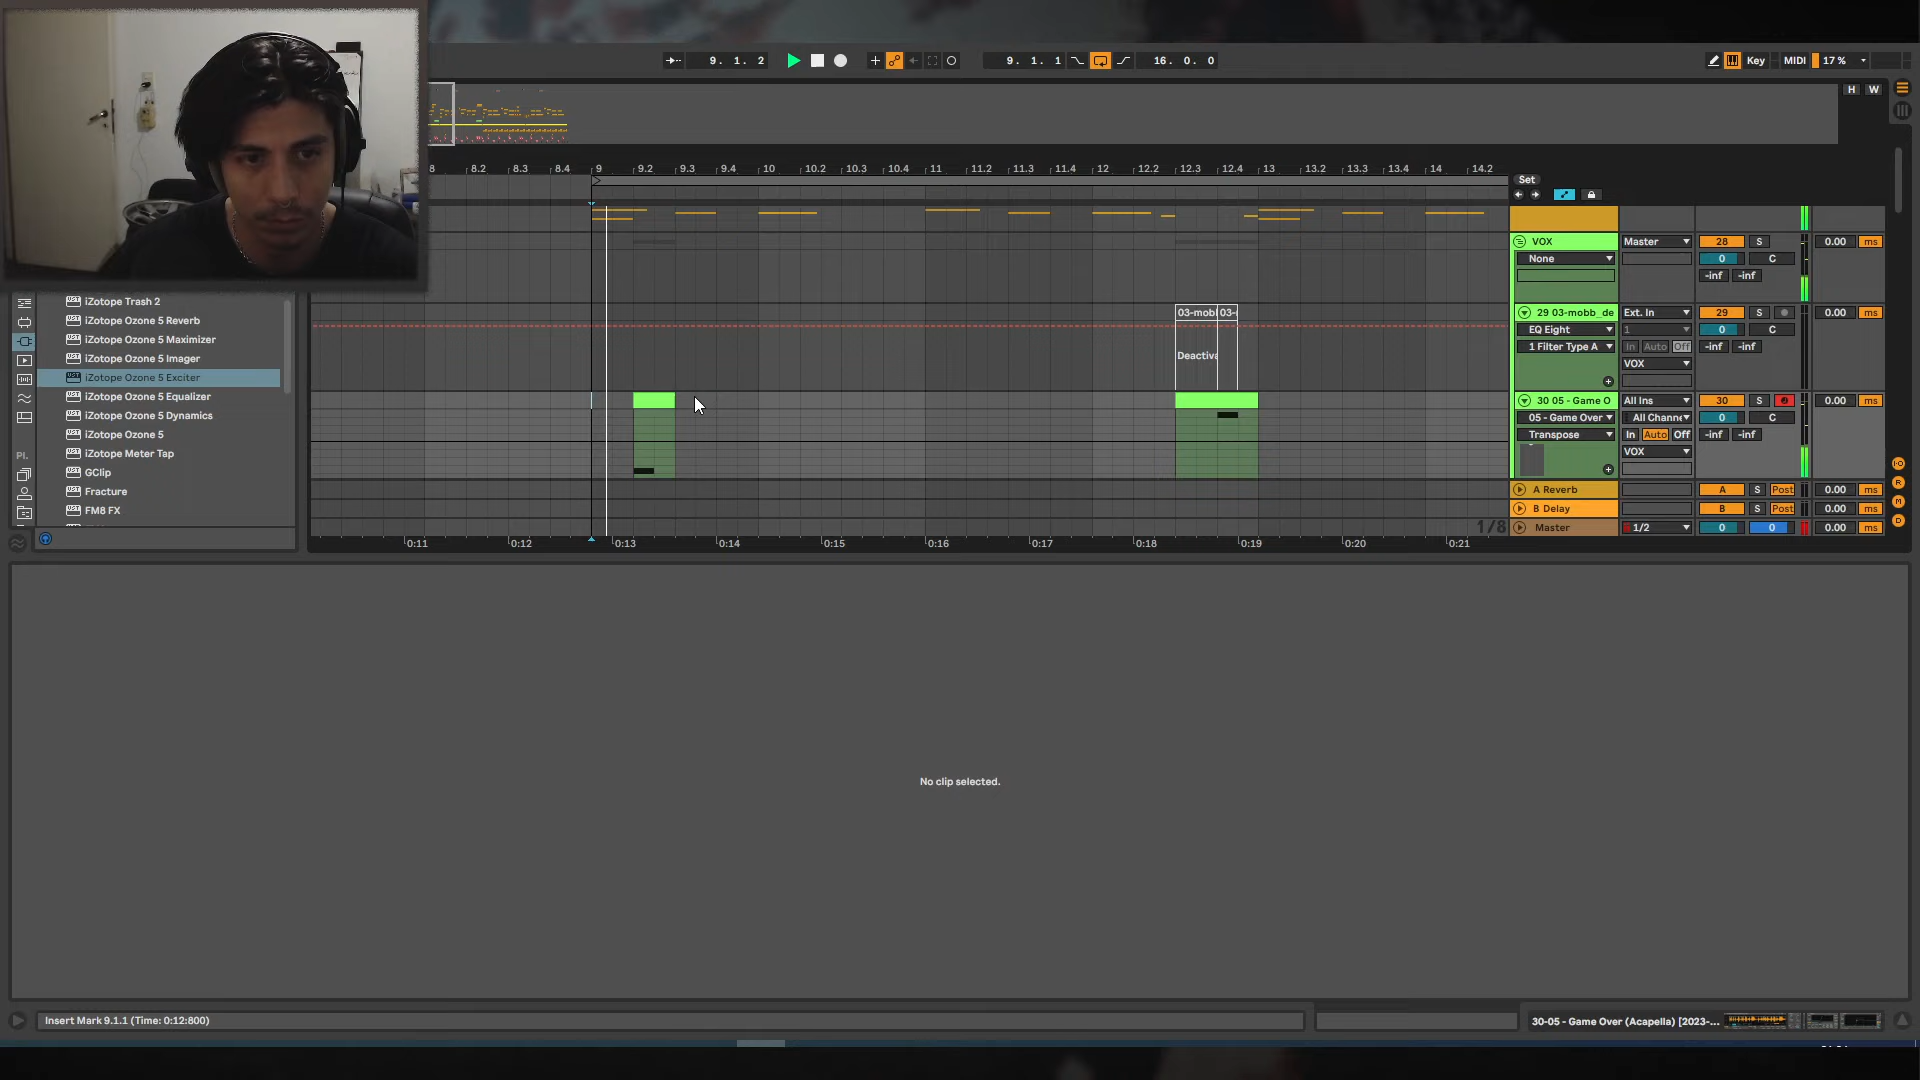 9. 1. 2
9. 1. 1
16. 0. 0
Key
MIDI
17 %
H
W
8
8.2
8.3
8.4
9
9.2
9.3
9.4
10
10.2
10.3
10.4
11
11.2
11.3
11.4
12
12.2
12.3
12.4
13
13.2
13.3
13.4
14
14.2
Set
VOX
Master
28
S
0.00
ms
None
0
C
-inf
-inf
iZotope Trash 2
iZotope Ozone 5 Reverb
iZotope Ozone 5 Maximizer
iZotope Ozone 5 Imager
iZotope Ozone 5 Exciter
iZotope Ozone 5 Equalizer
iZotope Ozone 5 Dynamics
iZotope Ozone 5
iZotope Meter Tap
GClip
Fracture
FM8 FX
Pl.
03-mobl
03-
Deactiva
29 03-mobb_de
Ext. In
29
S
0.00
ms
EQ Eight
1
0
C
1 Filter Type A
In
Auto
Off
-inf
-inf
VOX
30 05 - Game O
All Ins
30
S
0.00
ms
05 - Game Over
All Channe
0
C
Transpose
In
Auto
Off
-inf
-inf
VOX
A Reverb
A
S
Post
0.00
ms
B Delay
B
S
Post
0.00
ms
1/8
Master
1/2
0
0
0.00
ms
0:11
0:12
0:13
0:14
0:15
0:16
0:17
0:18
0:19
0:20
0:21
No clip selected.
Insert Mark 9.1.1 (Time: 0:12:800)
30-05 - Game Over (Acapella) [2023-...